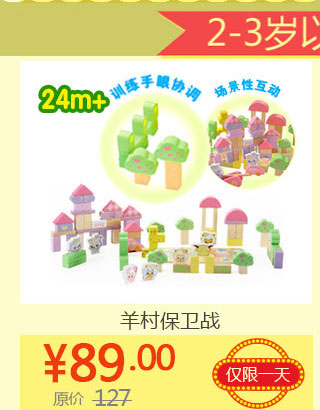 2-3岁以
24m+
训练手眼协调
场景性互动
羊村保卫战
¥89.00
仅限一天
原价 127